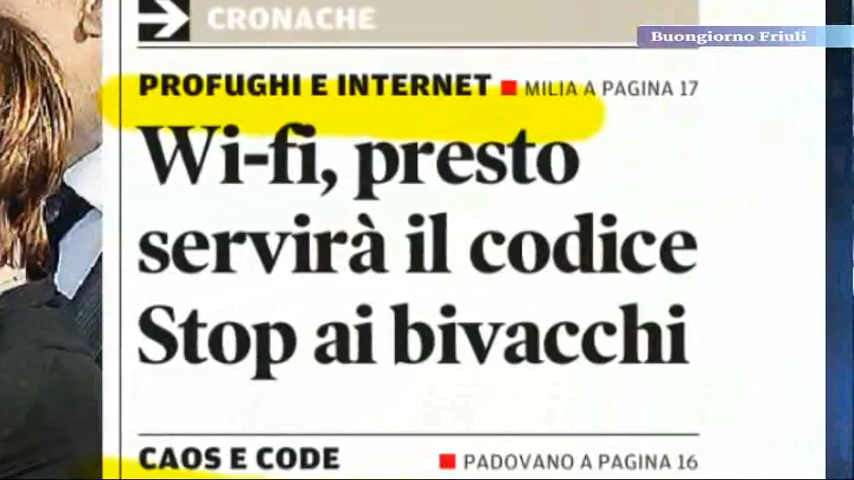 CRONACHE
Buongiorno Friuli
PROFUGHI E INTERNET MILIA A PAGINA 17
Wi-fi, presto
servirà il codice
Stop ai bivacchi
CAOS E CODE PADOVANO A PAGINA 16